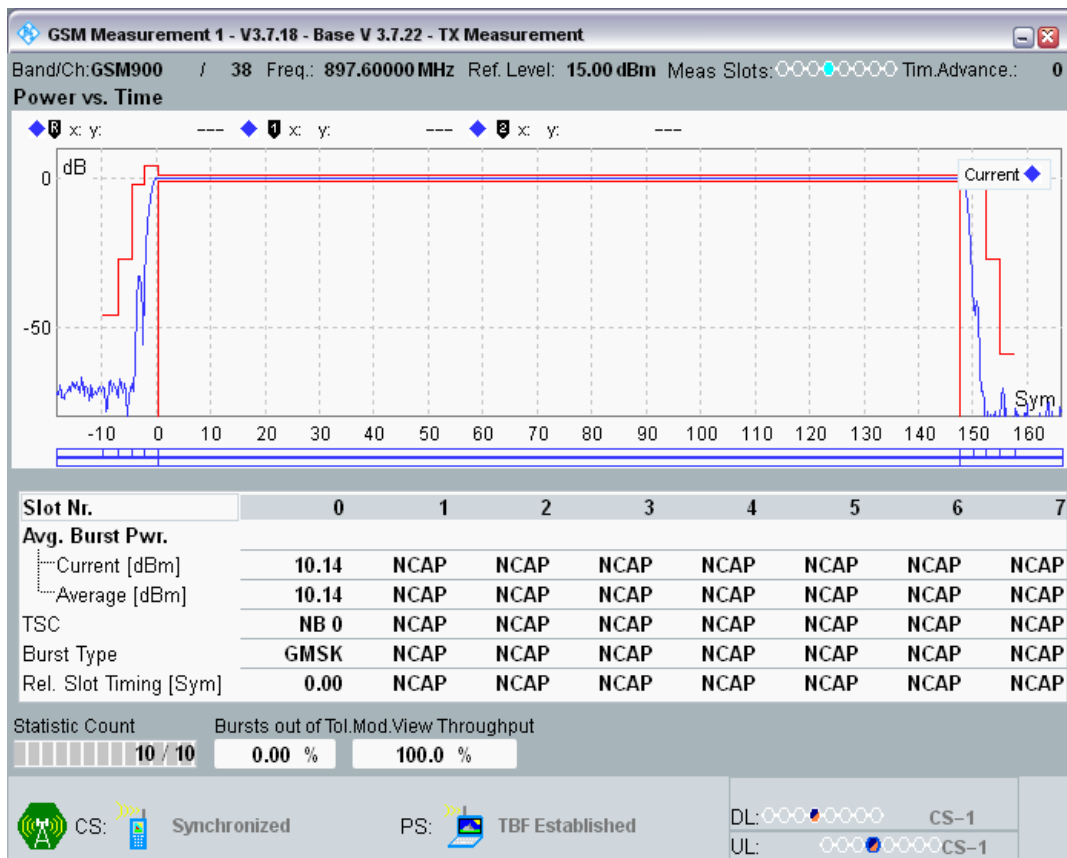 GSM Measurement 1 - V3.7.18 - Base V 3.7.22 - TX Measurement
Band/Ch:GSM900 / 38 Freq.: 897.60000 MHz Ref. Level: 15.00 dBm Meas Slots: Tim.Advance.: 0
Power vs. Time
R x: y: --- 1 x: y: --- 2 x: y: ---
dB
Current
0
-50
Sym
-10 0 10 20 30 40 50 60 70 80 90 100 110 120 130 140 150 160
Slot Nr. 0 1 2 3 4 5 6 7
Avg. Burst Pwr.
Current [dBm] 10.14 NCAP NCAP NCAP NCAP NCAP NCAP NCAP
Average [dBm] 10.14 NCAP NCAP NCAP NCAP NCAP NCAP NCAP
TSC NB 0 NCAP NCAP NCAP NCAP NCAP NCAP NCAP
Burst Type GMSK NCAP NCAP NCAP NCAP NCAP NCAP NCAP
Rel. Slot Timing [Sym] 0.00 NCAP NCAP NCAP NCAP NCAP NCAP NCAP
Statistic Count Bursts out of Tol.Mod.View Throughput
10 / 10 0.00 % 100.0 %
CS: Synchronized PS: TBF Established
DL: CS-1
UL: CS-1